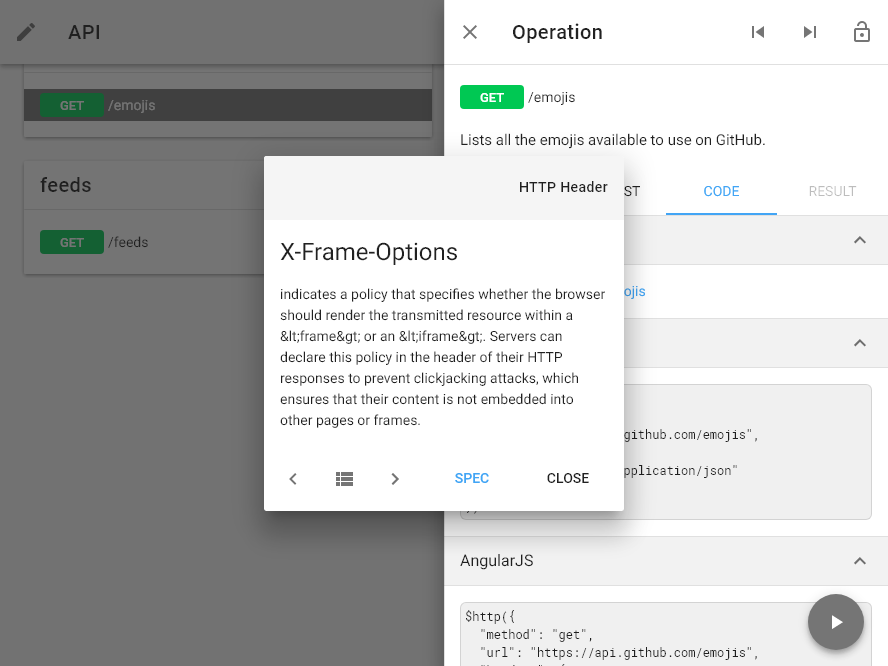 API
Operation
GET /emojis
GET /emojis
Lists all the emojis available to use on GitHub.
feeds
GET /feeds
ST
CODE
RESULT
HTTP Header
X-Frame-Options
indicates a policy that specifies whether the browser
should render the transmitted resource within a
&lt;frame&gt; or an &lt;iframe&gt;. Servers can
declare this policy in the header of their HTTP
responses to prevent clickjacking attacks, which
ensures that their content is not embedded into
other pages or frames.
SPEC
CLOSE
ojis
github.com/emojis",
pplication/json"
AngularJS
$http({
"method": "get",
"url": "https://api.github.com/emojis",